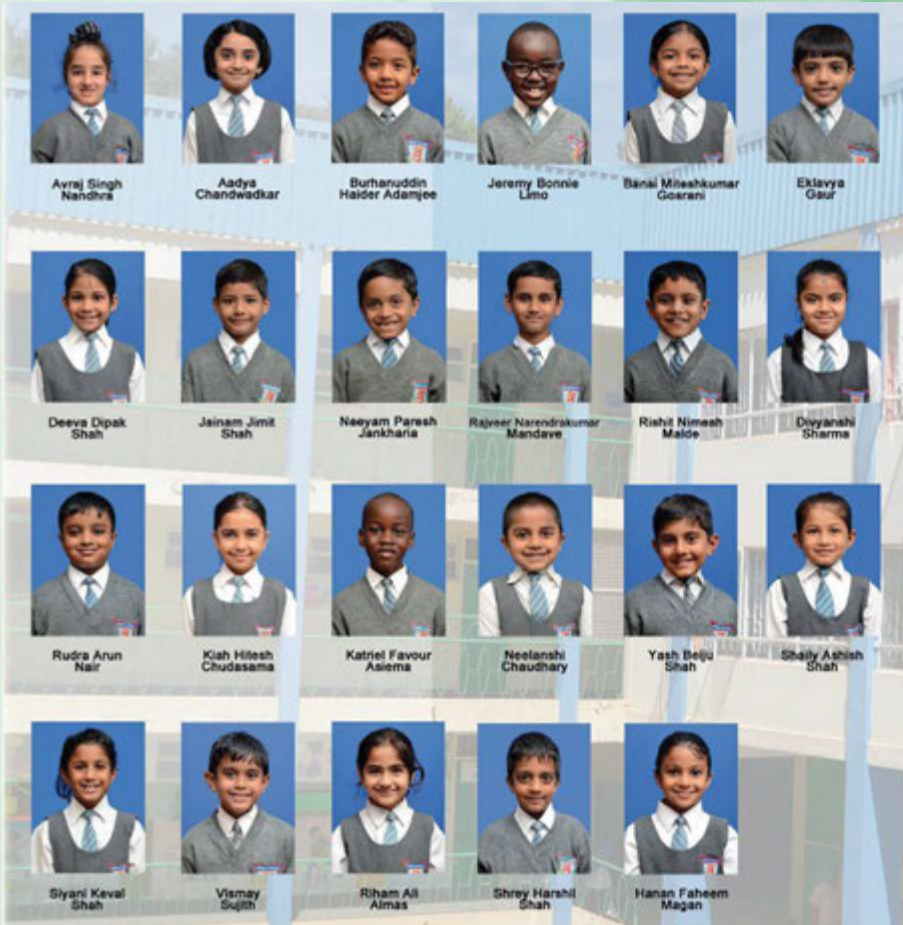 Avraj Singh
Nandhra
Aadya
Chandwadkar
Burhanuddin
Haider Adamjee
Jeremy Bonnie
Limo
Banai Miteshkumar
Gosrani
Eklavya
Gaur
Deeva Dipak
Shah
Jainam Jimit
Shah
Neeyam Paresh
Jankharia
Rajveer Narendrakumar
Mandave
Rishit Nimesh
Malde
Divyanshi
Sharma
Rudra Arun
Nair
Kiah Hitesh
Chudasama
Katriel Favour
Asiema
Neelanshi
Chaudhary
Yash Beiju
Shah
Shaily Ashish
Shah
Siyani Keval
Shah
Vismay
Sujith
Riham Ali
Almas
Shrey Harshil
Shah
Hanan Faheem
Magan